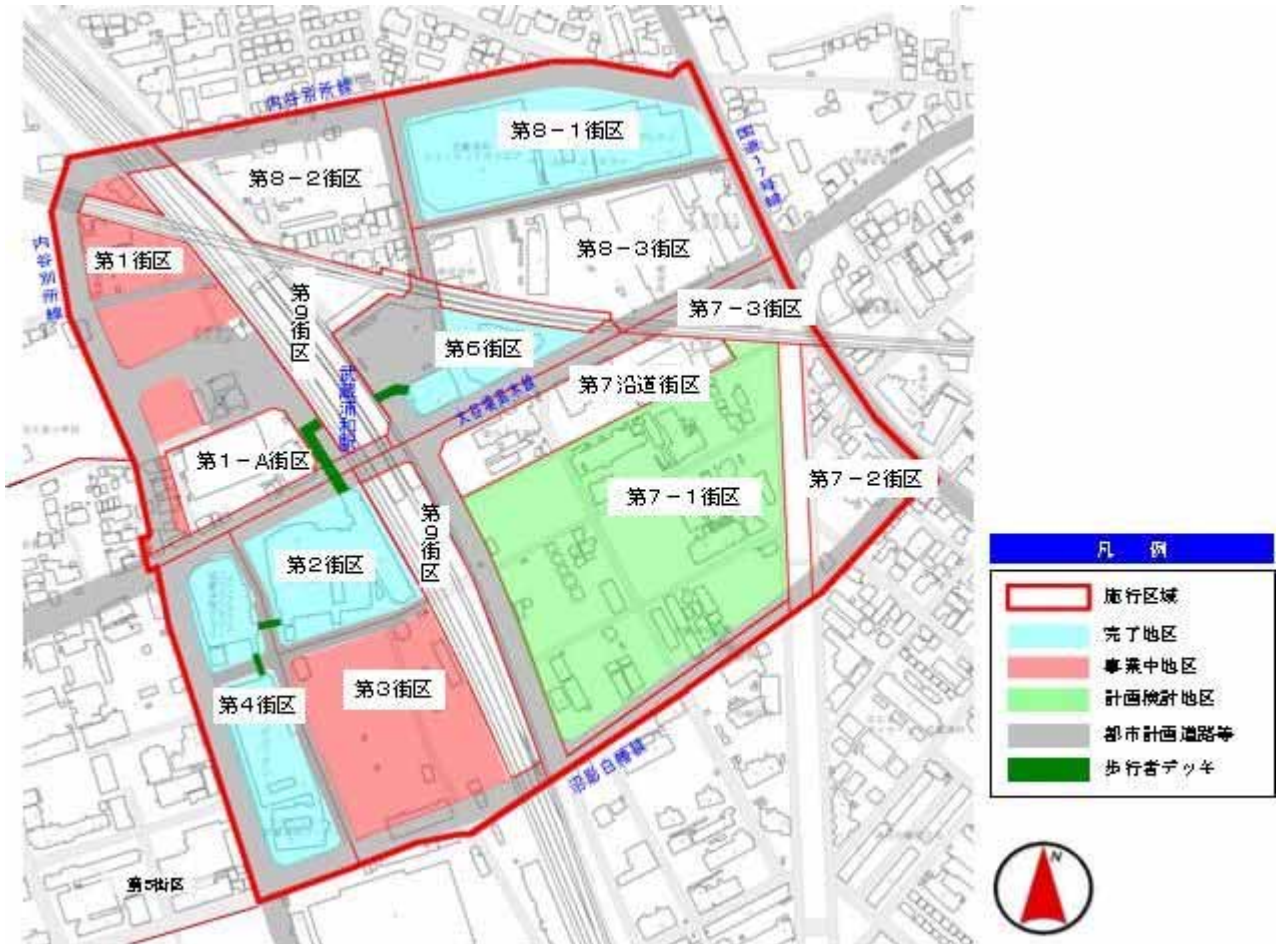 内谷別所線
第8－1街区
国道17号線
第8－2街区
第8－3街区
内谷別所線
第1街区
第9街区
第7－3街区
第6街区
武蔵浦和駅
第7沿道街区
第1－A街区
第7－1街区
第7－2街区
第9街区
第2街区
第3街区
第4街区
沼影白幡線
第5街区
凡例
施行区域
完了地区
事業中地区
計画検討地区
都市計画道路等
歩行者デッキ
N